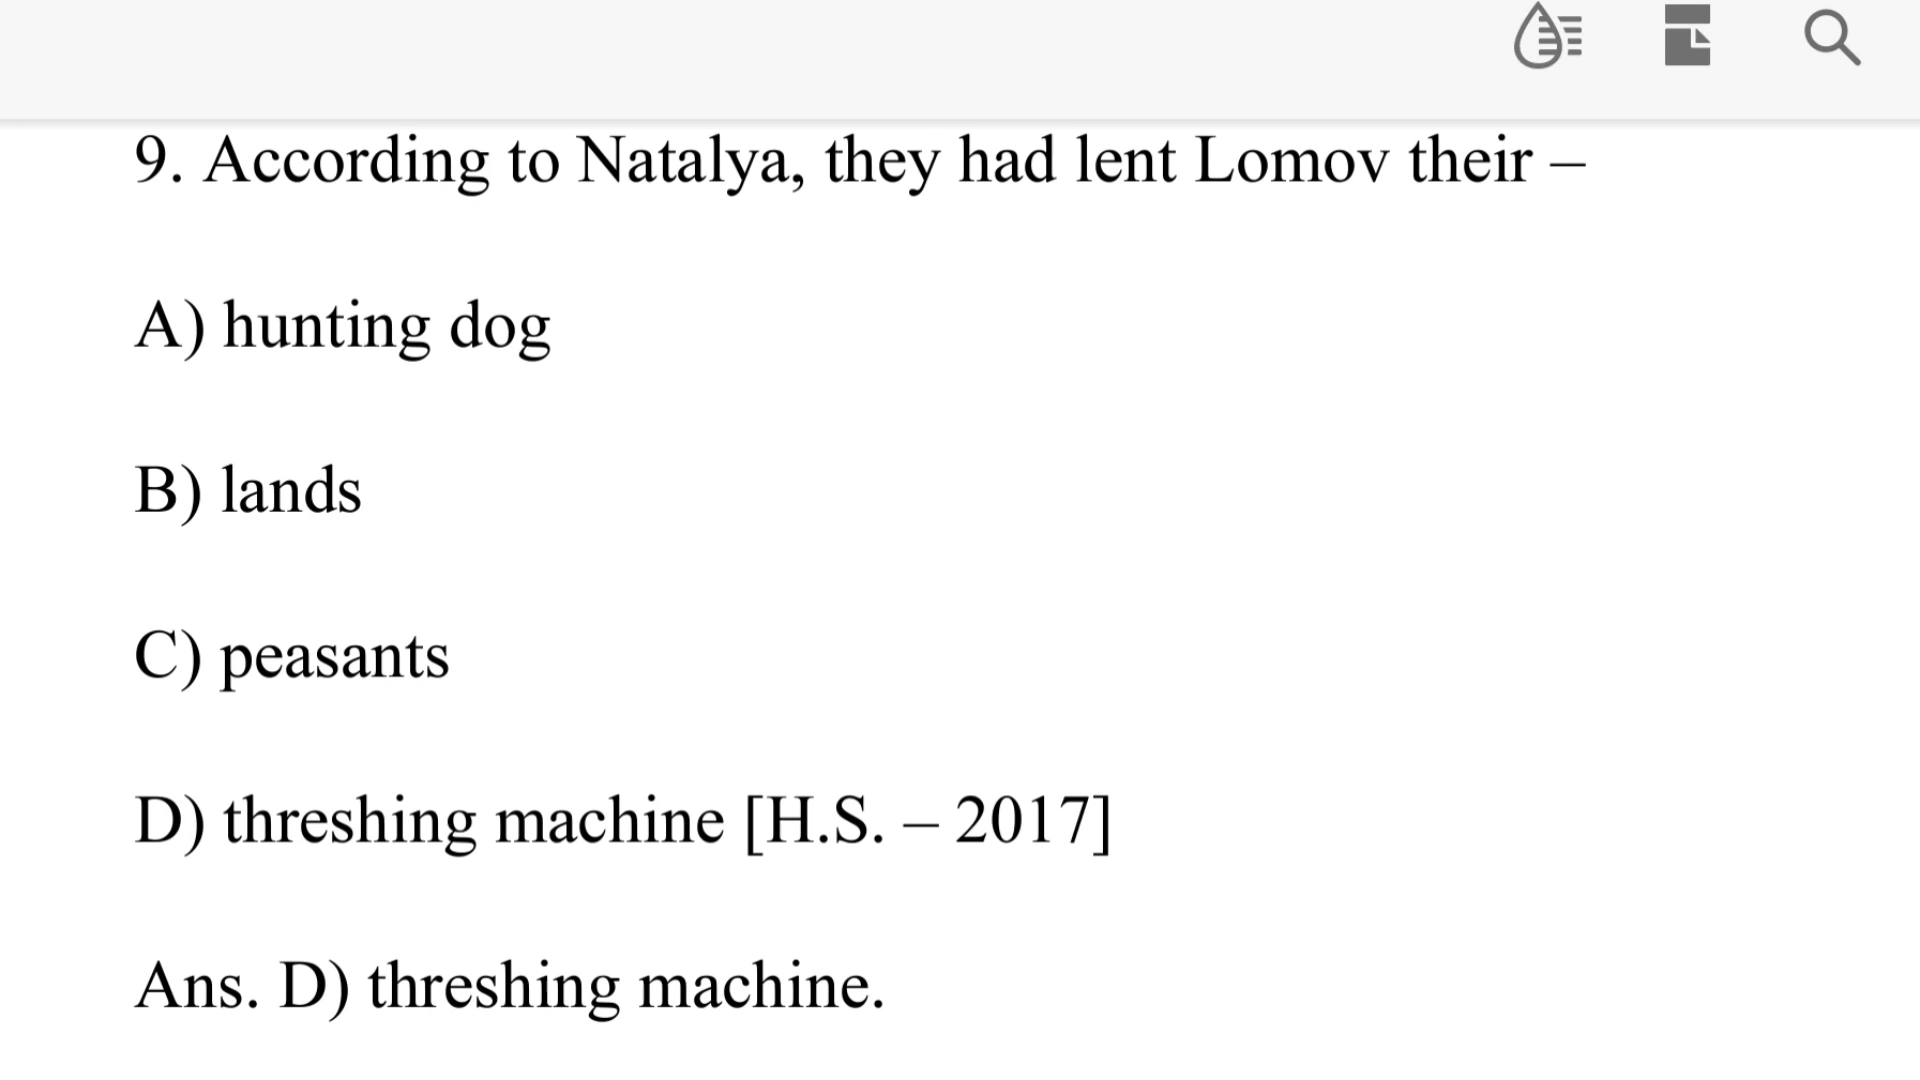 9. According to Natalya, they had lent Lomov their –
A) hunting dog
B) lands
C) peasants
D) threshing machine [H.S. – 2017]
Ans. D) threshing machine.